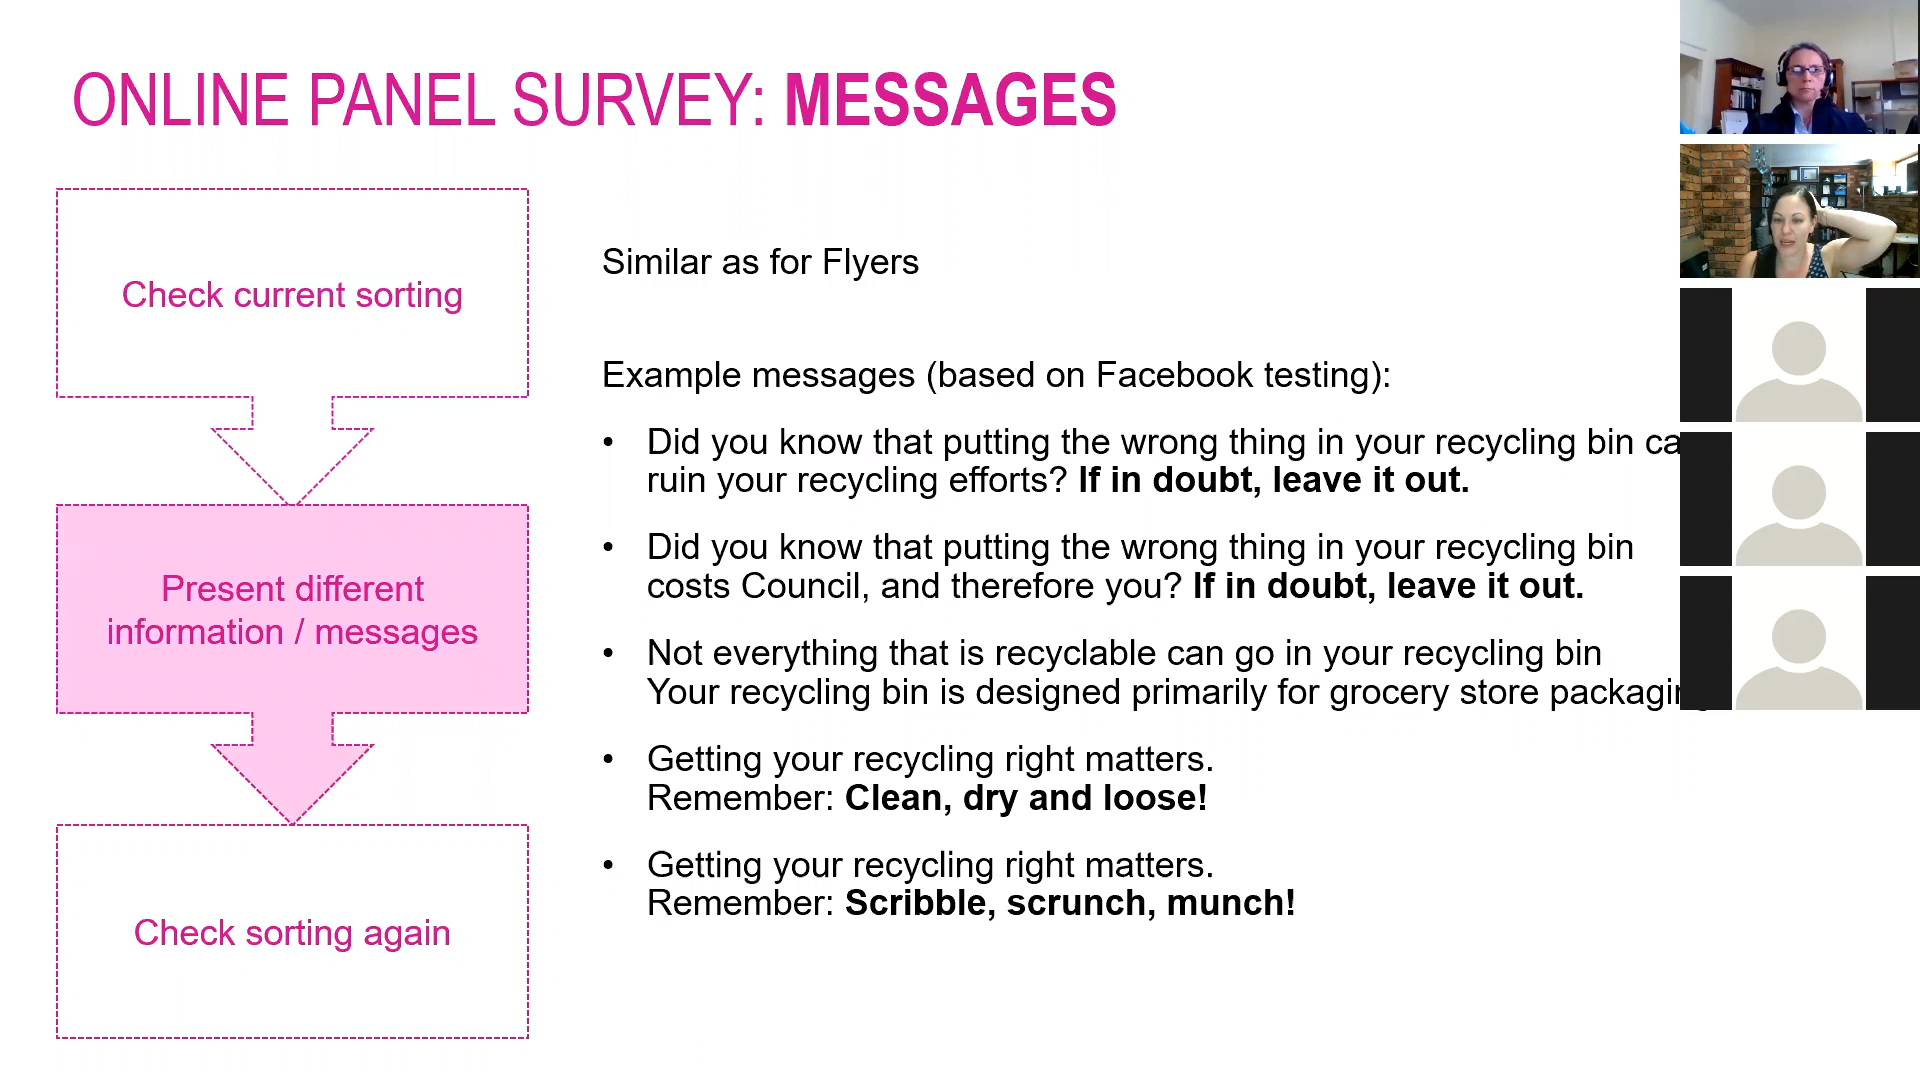 ONLINE PANEL SURVEY: MESSAGES
Check current sorting
Present different
information / messages
Check sorting again
Similar as for Flyers
Example messages (based on Facebook testing):
• Did you know that putting the wrong thing in your recycling bin
ruin your recycling efforts? If in doubt, leave it out.
• Did you know that putting the wrong thing in your recycling bin
costs Council, and therefore you? If in doubt, leave it out.
• Not everything that is recyclable can go in your recycling bin
Your recycling bin is designed primarily for grocery store
• Getting your recycling right matters.
Remember: Clean, dry and loose!
• Getting your recycling right matters.
Remember: Scribble, scrunch, munch!